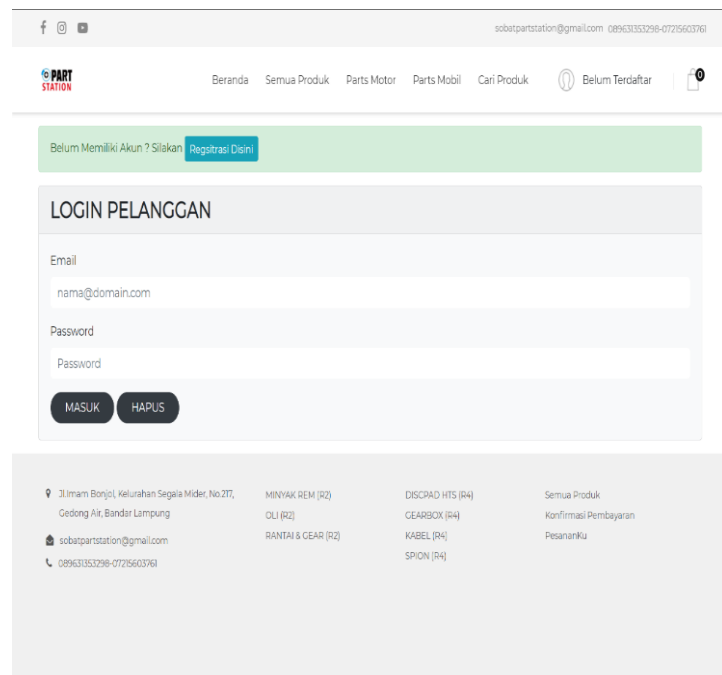 sobatpartstation@gmail.com 089631353298-07215603761
PART
STATION
Beranda Semua Produk Parts Motor Parts Mobil Cari Produk Belum Terdaftar 0
Belum Memiliki Akun ? Silakan Regsitrasi Disini
LOGIN PELANGGAN
Email
nama@domain.com
Password
Password
MASUK HAPUS
Jl.Imam Bonjol, Kelurahan Segala Mider, No.217,
Gedong Air, Bandar Lampung
sobatpartstation@gmail.com
089631353298-07215603761
MINYAK REM (R2)
OLI (R2)
RANTAI & GEAR (R2)
DISCPAD HTS (R4)
GEARBOX (R4)
KABEL (R4)
SPION (R4)
Semua Produk
Konfirmasi Pembayaran
PesananKu